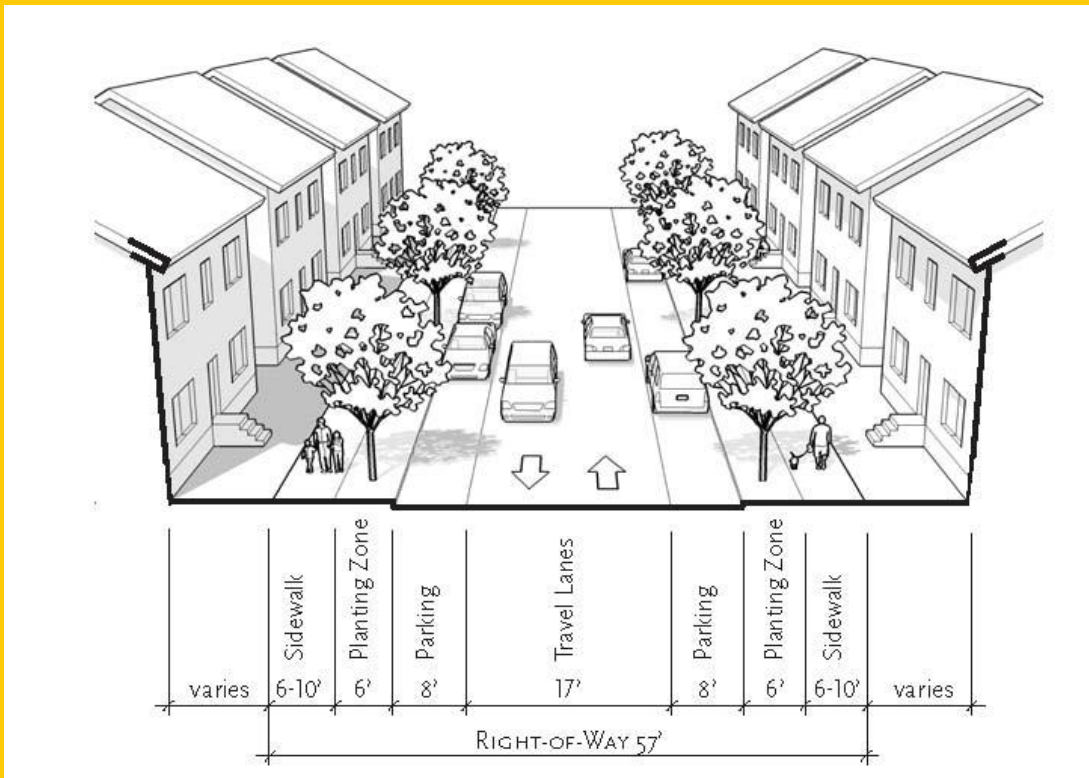 Sidewalk
Planting Zone
Parking
Travel Lanes
Parking
Planting Zone
Sidewalk
varies 6-10' 6' 8' 17' 8' 6' 6-10' varies
RIGHT-OF-WAY 57'